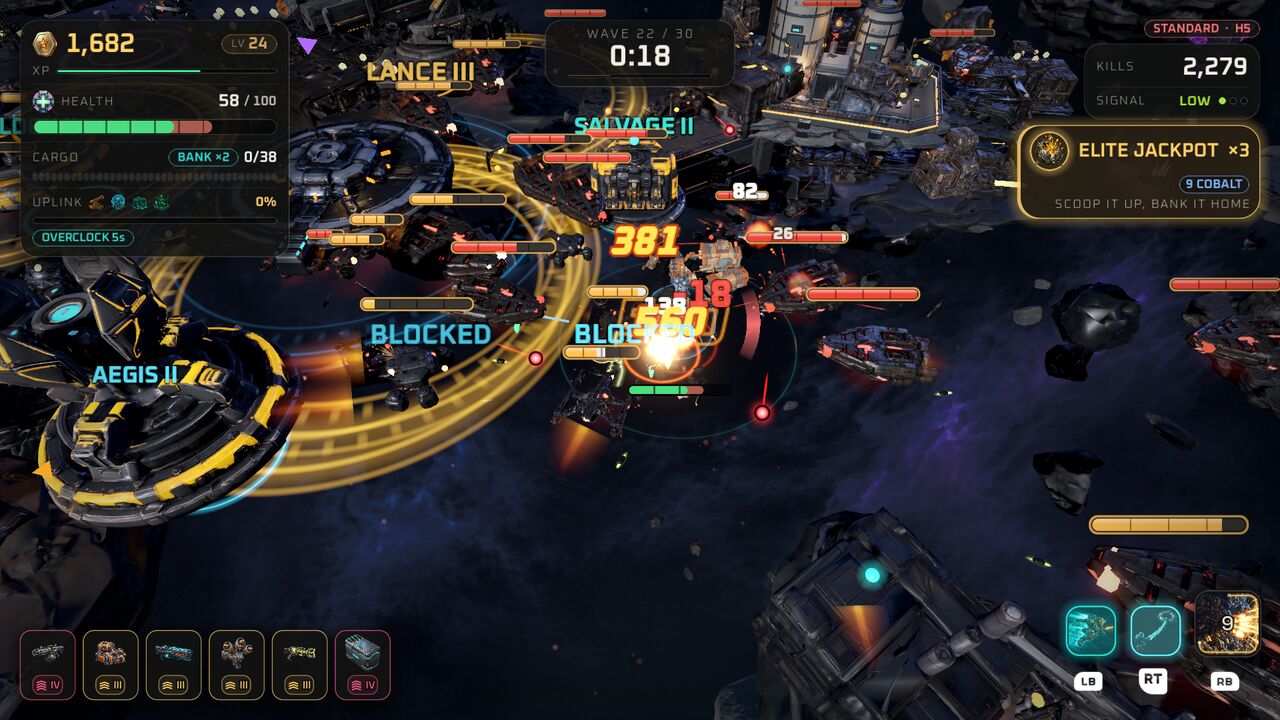 1,682
LV 24
XP
HEALTH
58 / 100
CARGO
BANK ×2
0/38
UPLINK
0%
OVERCLOCK 5s
LANCE III
WAVE 22 / 30
0:18
STANDARD · H5
KILLS
2,279
SIGNAL
LOW
ELITE JACKPOT ×3
9 COBALT
SCOOP IT UP, BANK IT HOME
SALVAGE II
82
26
381
138
18
660
BLOCKED
BLOCKED
AEGIS II
IV
III
III
III
III
IV
9
LB
RT
RB